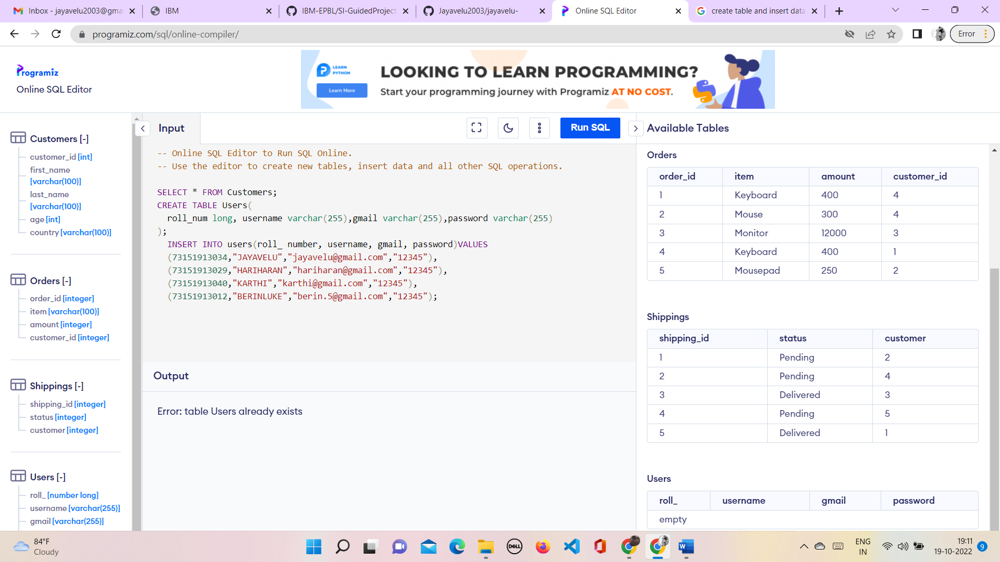 Inbox - jayavelu2003@gma
IBM
IBM-EPBL/SI-GuidedProject
Jayavelu2003/jayavelu-
Online SQL Editor
create table and insert data
programiz.com/sql/online-compiler/
Error
Programiz
Online SQL Editor
LEARN PYTHON
Learn More
LOOKING TO LEARN PROGRAMMING?
Start your programming journey with Programiz AT NO COST.
Customers [-]
customer_id [int]
first_name
[varchar(100)]
last_name
[varchar(100)]
age [int]
country [varchar(100)]
Orders [-]
order_id [integer]
item [varchar(100)]
amount [integer]
customer_id [integer]
Shippings [-]
shipping_id [integer]
status [integer]
customer [integer]
Users [-]
roll_ [number long]
username [varchar(255)]
gmail [varchar(255)]
Input
Run SQL
-- Online SQL Editor to Run SQL Online.
-- Use the editor to create new tables, insert data and all other SQL operations.
SELECT * FROM Customers;
CREATE TABLE Users(
roll_num long, username varchar(255),gmail varchar(255),password varchar(255)
);
INSERT INTO users(roll_ number, username, gmail, password)VALUES
(73151913034,"JAYAVELU","jayavelu@gmail.com","12345"),
(73151913029,"HARIHARAN","hariharan@gmail.com","12345"),
(73151913040,"KARTHI","karthi@gmail.com","12345"),
(73151913012,"BERINLUKE","berin.5@gmail.com","12345");
Output
Error: table Users already exists
Available Tables
Orders
order_id item amount customer_id
1 Keyboard 400 4
2 Mouse 300 4
3 Monitor 12000 3
4 Keyboard 400 1
5 Mousepad 250 2
Shippings
shipping_id status customer
1 Pending 2
2 Pending 4
3 Delivered 3
4 Pending 5
5 Delivered 1
Users
roll_ username gmail password
empty
84°F
Cloudy
DELL
ENG
IN
19:11
19-10-2022
9